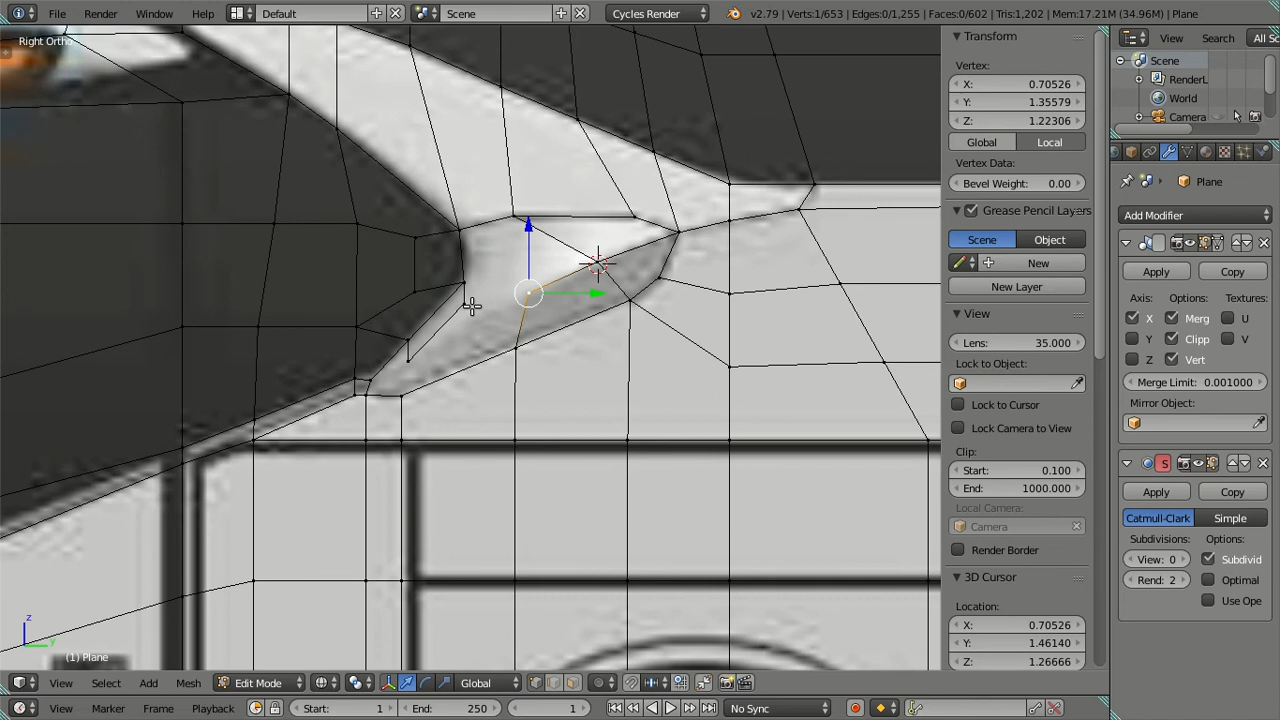 File Render Window Help Default Scene Cycles Render v2.79 | Verts:1/653 | Edges:0/1,255 | Faces:0/602 | Tris:1,202 | Mem:17.21M (34.96M) | Plane
Right Ortho
Transform
Vertex:
X: 0.70526
Y: 1.35579
Z: 1.22306
Global Local
Vertex Data:
Bevel Weight: 0.00
Grease Pencil Layers
Scene Object
New
New Layer
View
Lens: 35.000
Lock to Object:
Lock to Cursor
Lock Camera to View
Clip:
Start: 0.100
End: 1000.000
Local Camera:
Camera
Render Border
3D Cursor
Location:
X: 0.70526
Y: 1.46140
Z: 1.26666
View Search All Sc
Scene
RenderL
World
Camera
Plane
Add Modifier
Apply Copy
Axis: Options: Textures:
X Merg U
Y Clipp V
Z Vert
Merge Limit: 0.001000
Mirror Object:
S
Apply Copy
Catmull-Clark Simple
Subdivisions: Options:
View: 0 Subdivid
Rend: 2 Optimal
Use Ope
z
y
(1) Plane
View Select Add Mesh Edit Mode Global
View Marker Frame Playback Start: 1 End: 250 1 No Sync